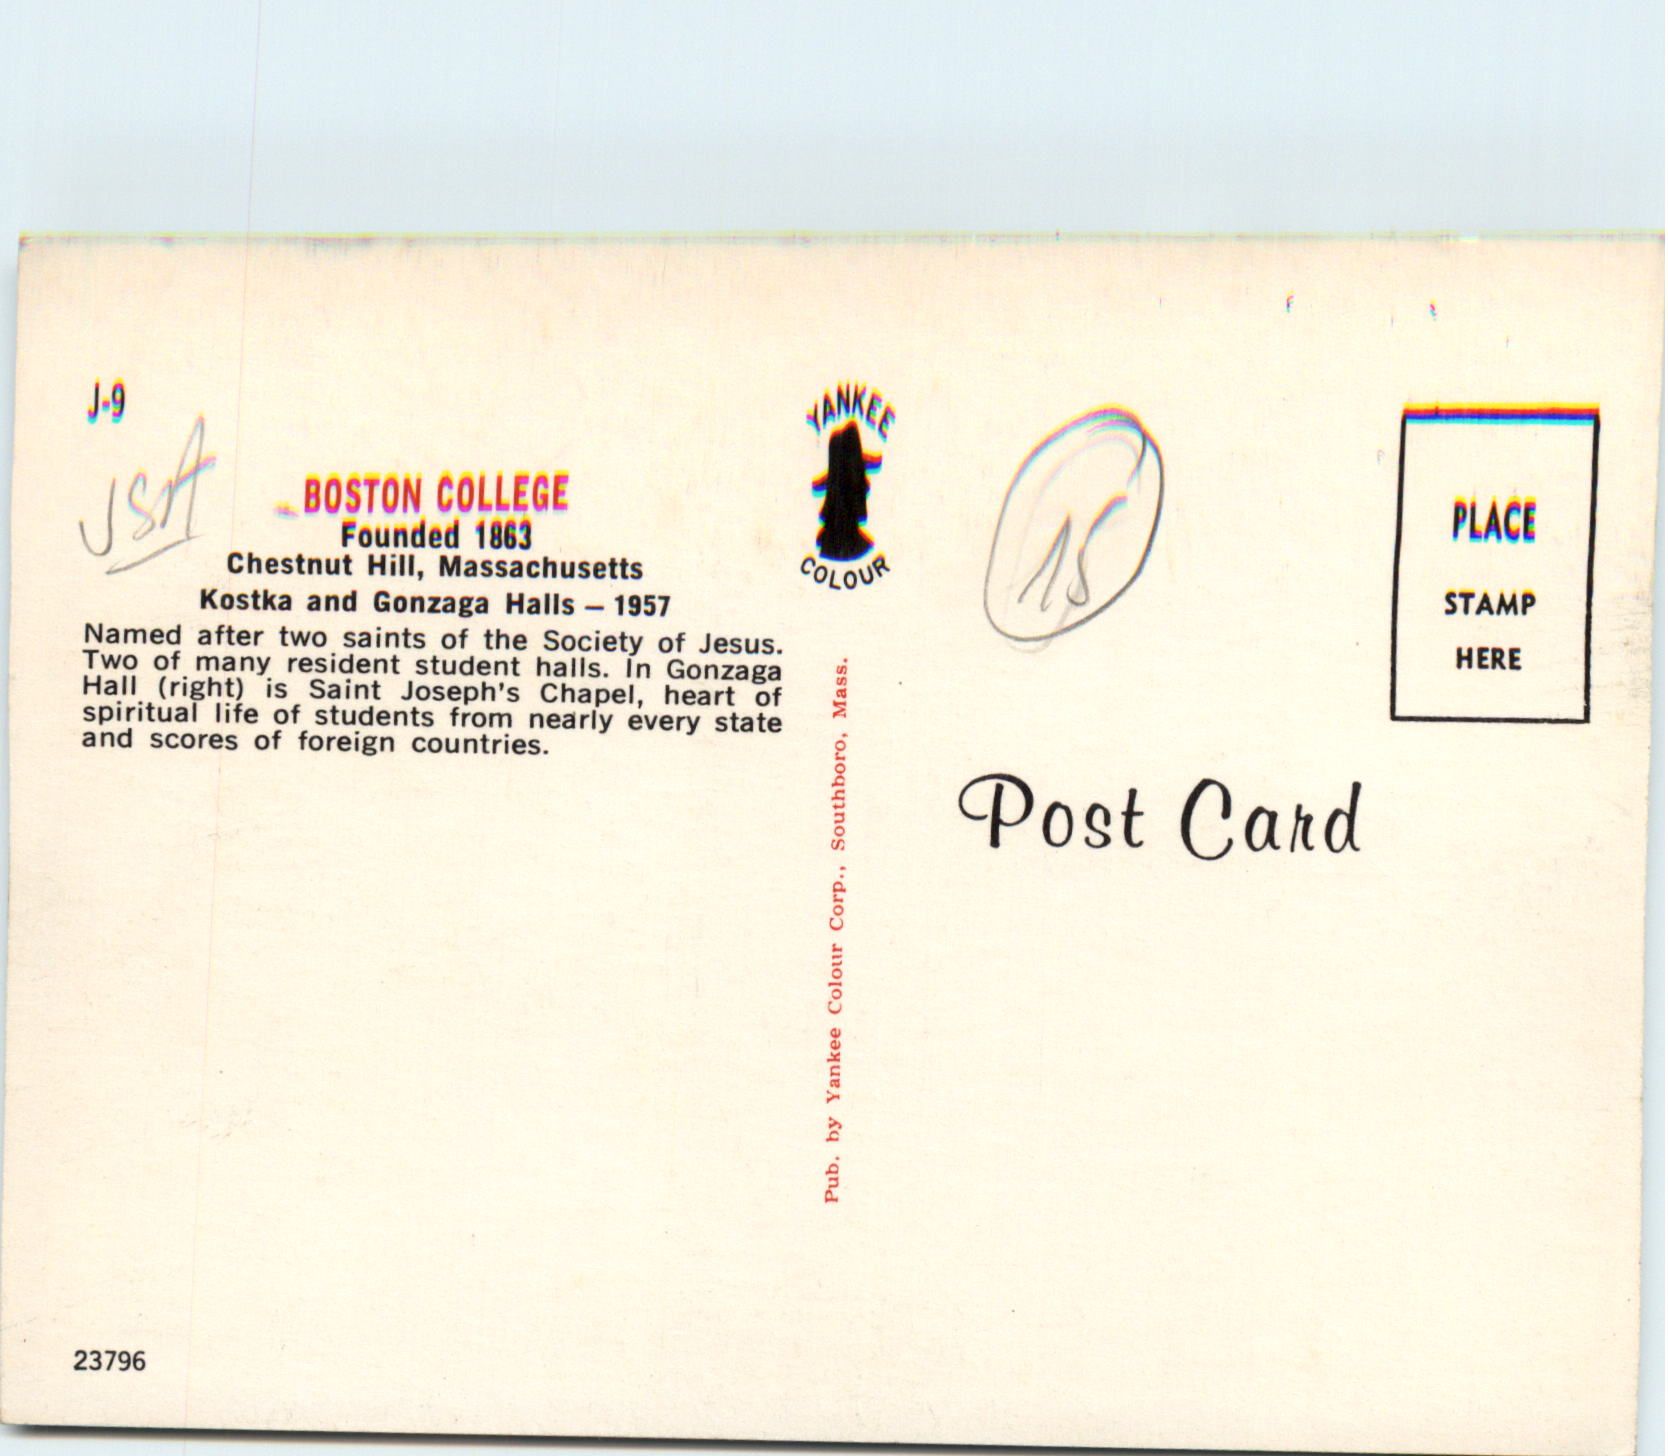 J-9
USA
BOSTON COLLEGE
Founded 1863
Chestnut Hill, Massachusetts
Kostka and Gonzaga Halls – 1957
Named after two saints of the Society of Jesus.
Two of many resident student halls. In Gonzaga
Hall (right) is Saint Joseph's Chapel, heart of
spiritual life of students from nearly every state
and scores of foreign countries.
23796
YANKEE
COLOUR
Pub. by Yankee Colour Corp., Southboro, Mass.
15
PLACE
STAMP
HERE
Post Card